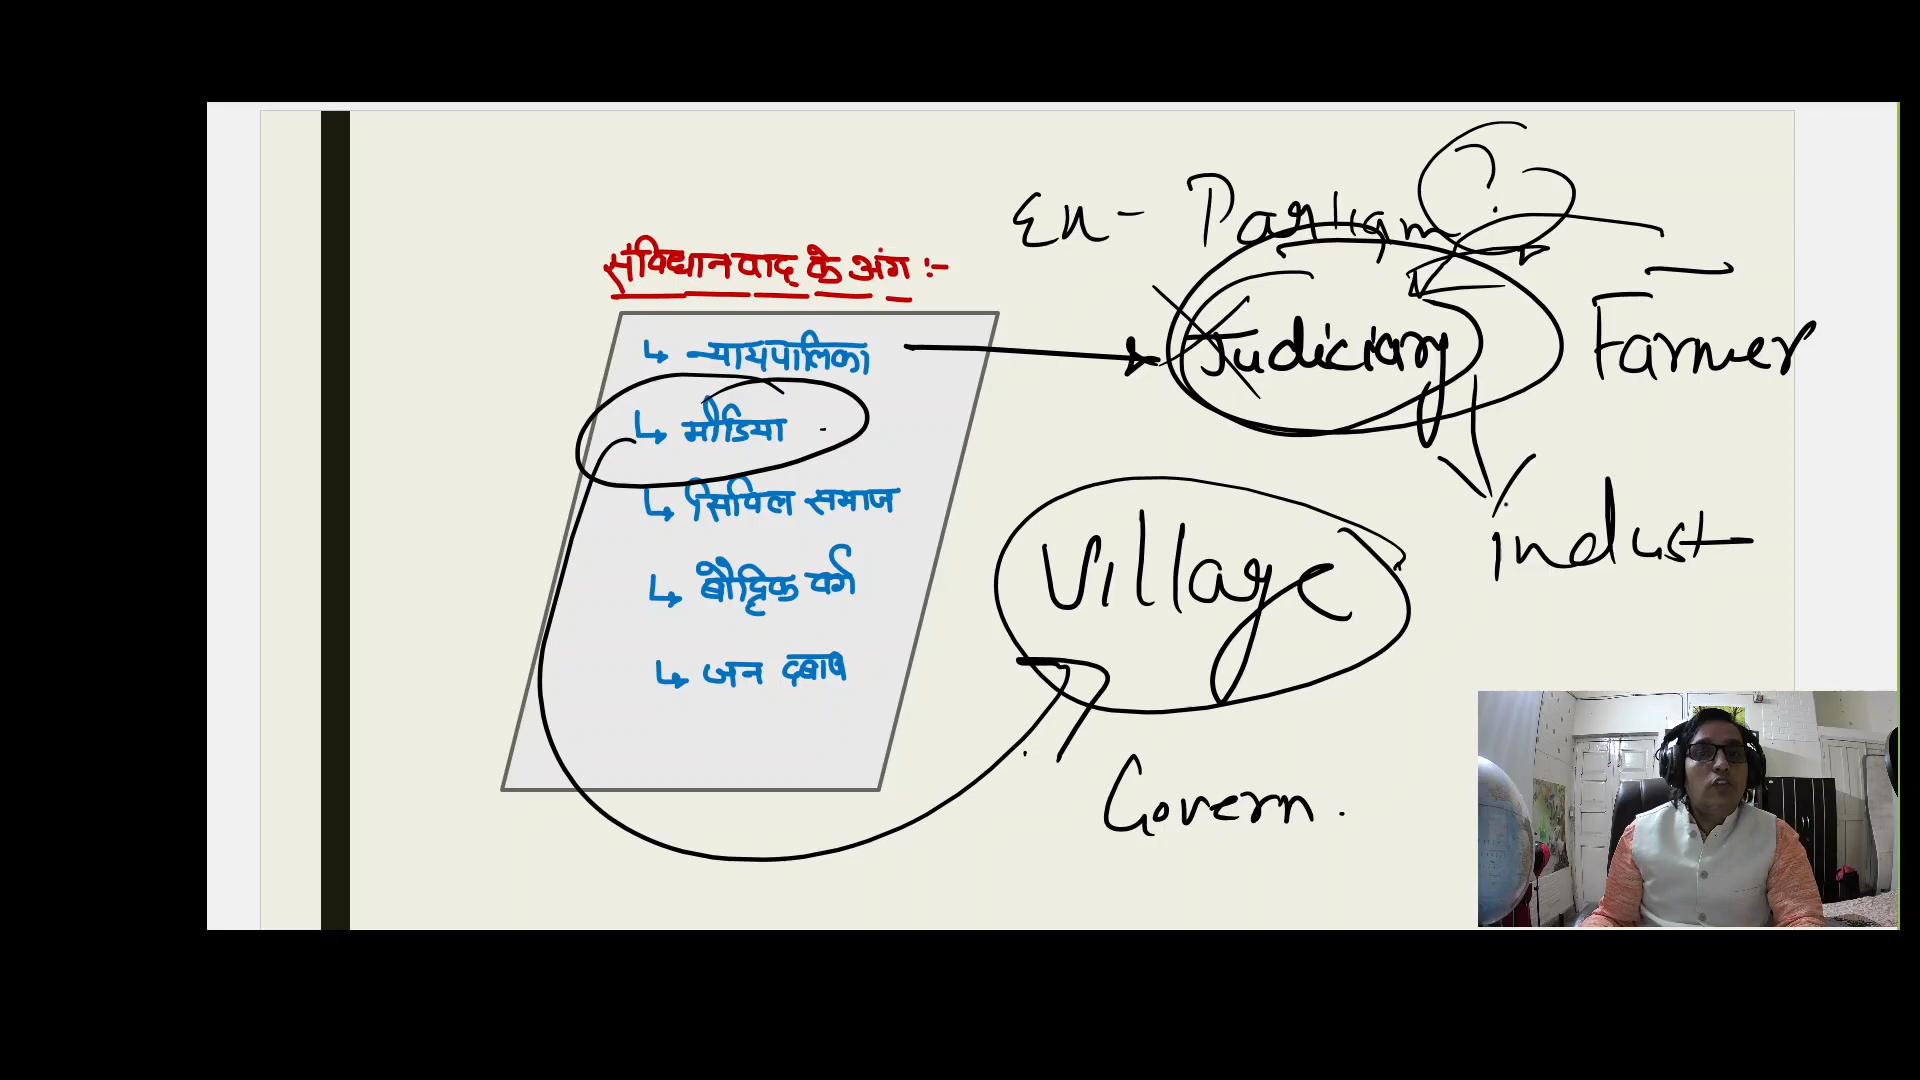 संविधानवाद के अंग :-
↳ न्यायपालिका
↳ मीडिया
↳ सिविल समाज
↳ बौद्धिक वर्ग
↳ जन दबाव
Ex - Parliam ?
Judiciary
Farmer
indust
Village
Govern.